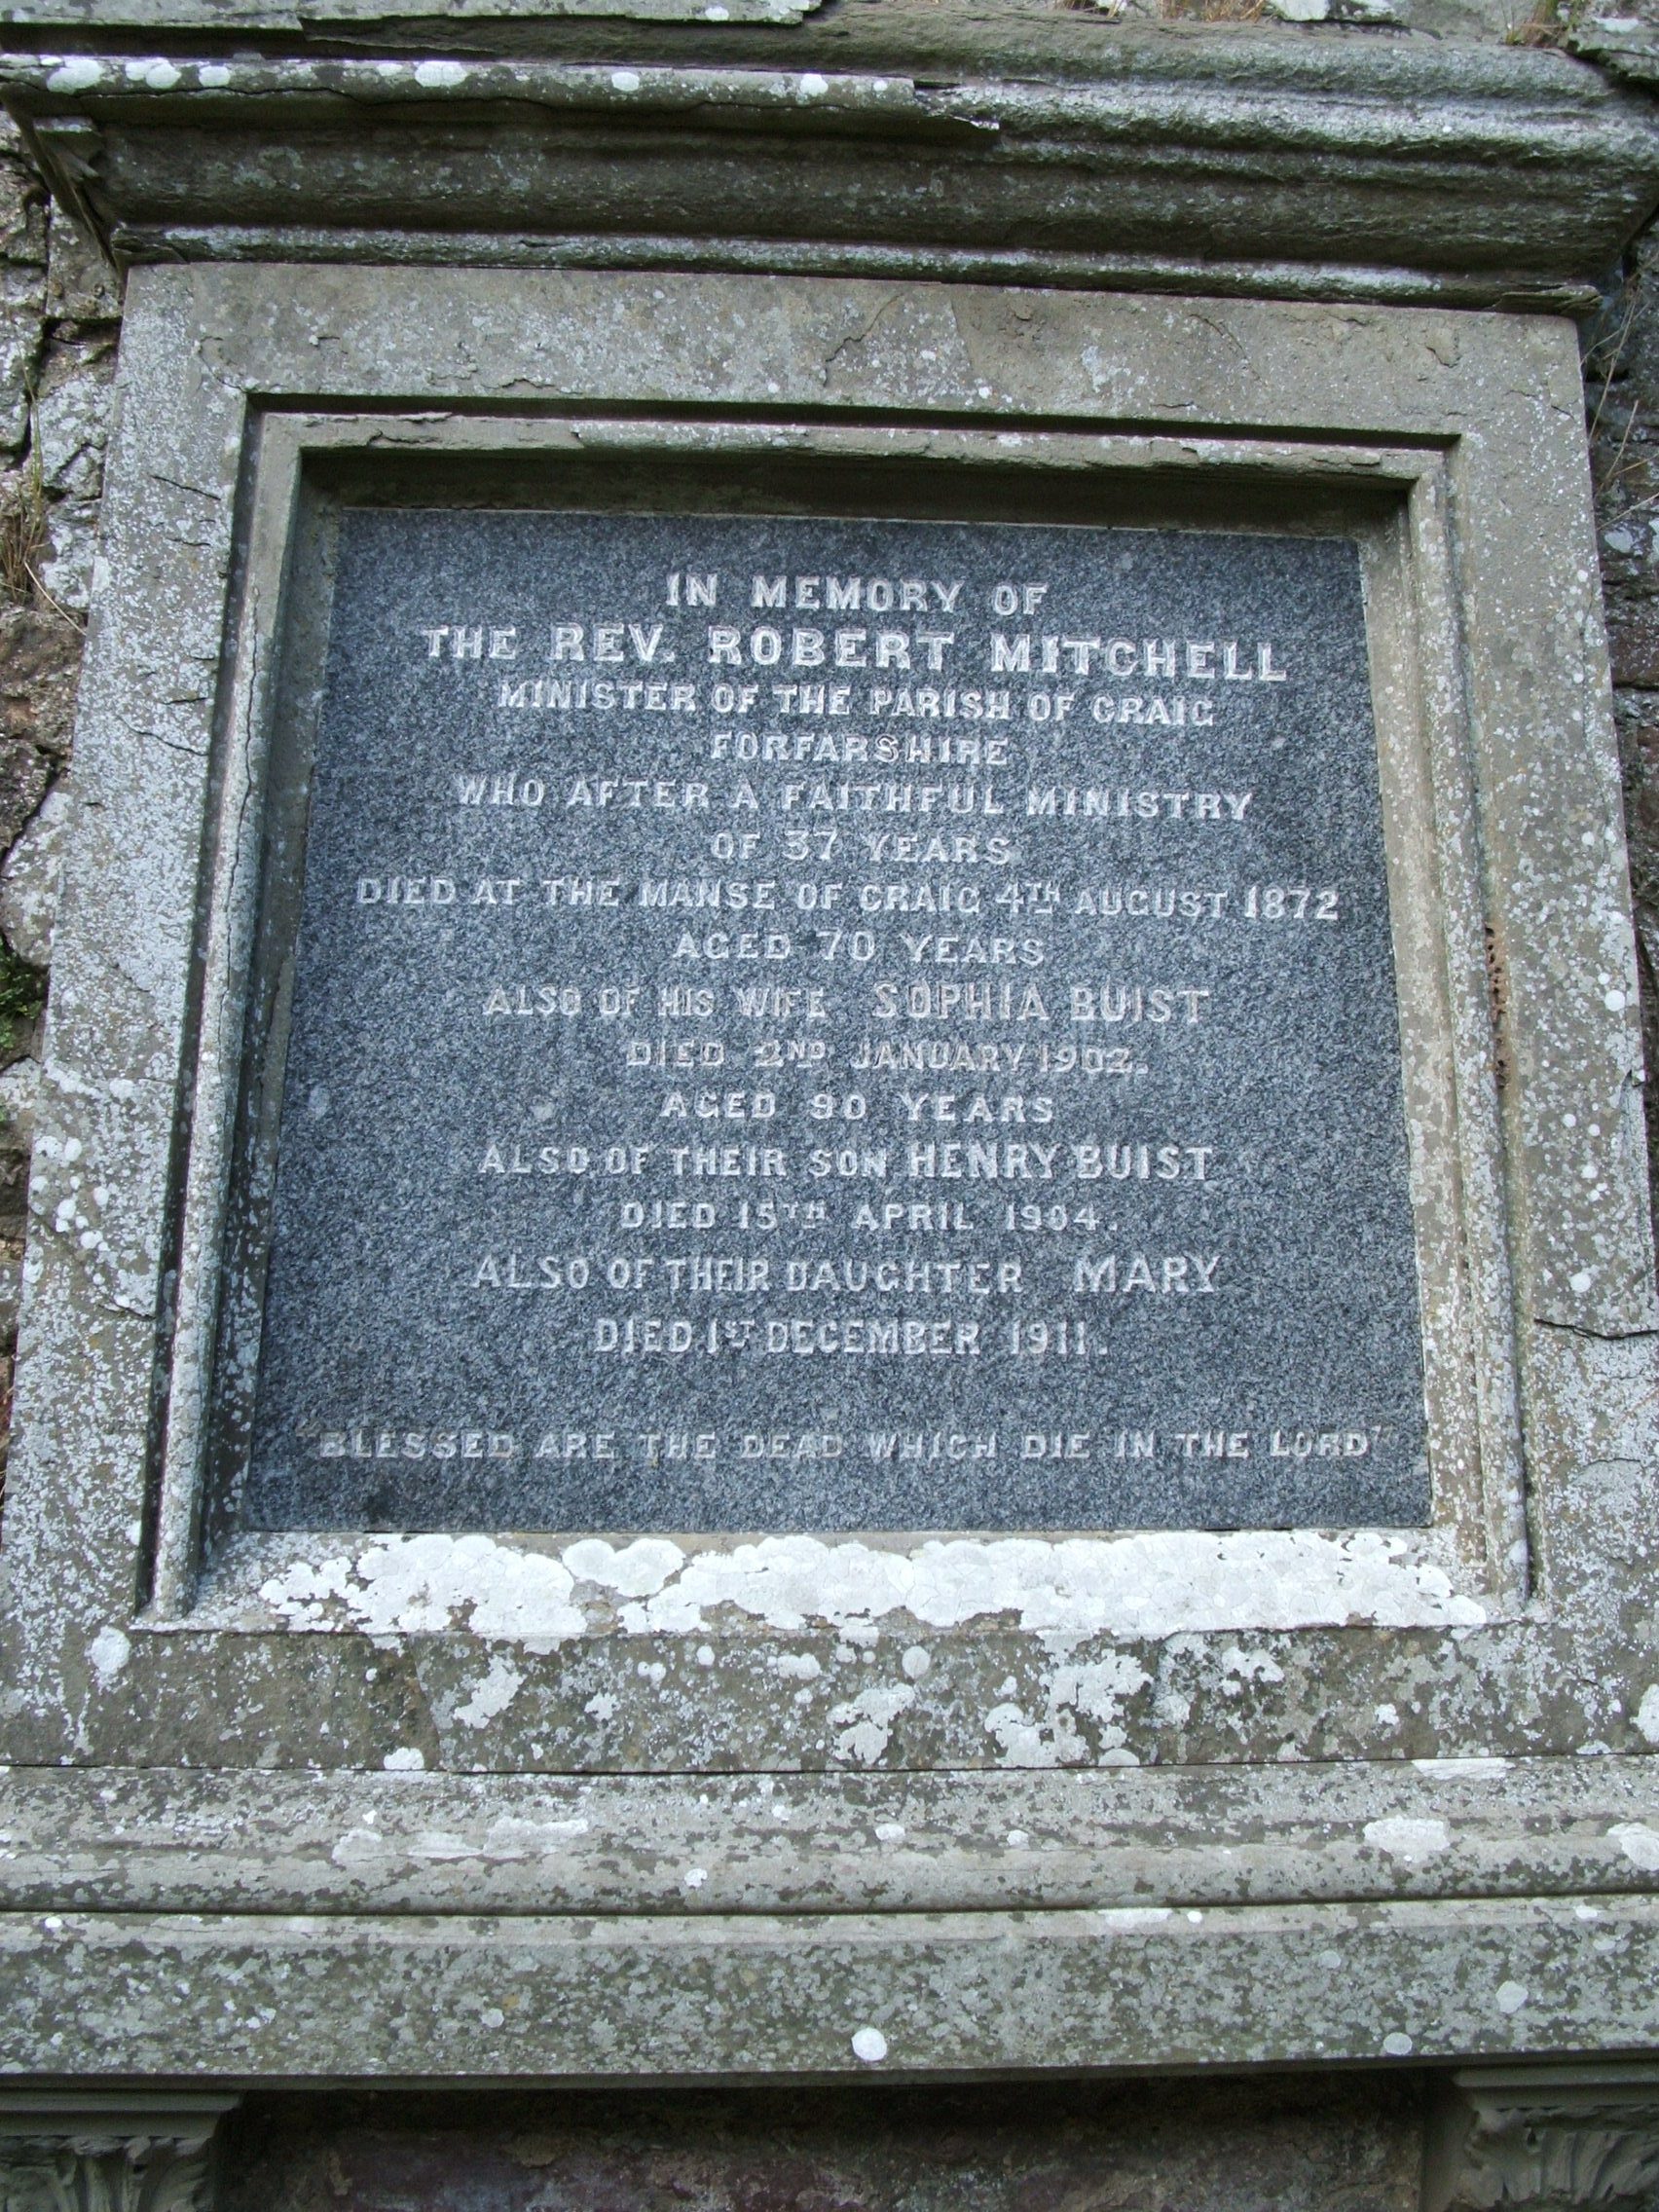 IN MEMORY OF
THE REV. ROBERT MITCHELL
MINISTER OF THE PARISH OF CRAIG
FORFARSHIRE
WHO AFTER A FAITHFUL MINISTRY
OF 37 YEARS
DIED AT THE MANSE OF CRAIG 4TH AUGUST 1872
AGED 70 YEARS
ALSO OF HIS WIFE SOPHIA BUIST
DIED 2ND JANUARY 1902.
AGED 90 YEARS
ALSO OF THEIR SON HENRY BUIST
DIED 15TH APRIL 1904.
ALSO OF THEIR DAUGHTER MARY
DIED 1ST DECEMBER 1911.
"BLESSED ARE THE DEAD WHICH DIE IN THE LORD"